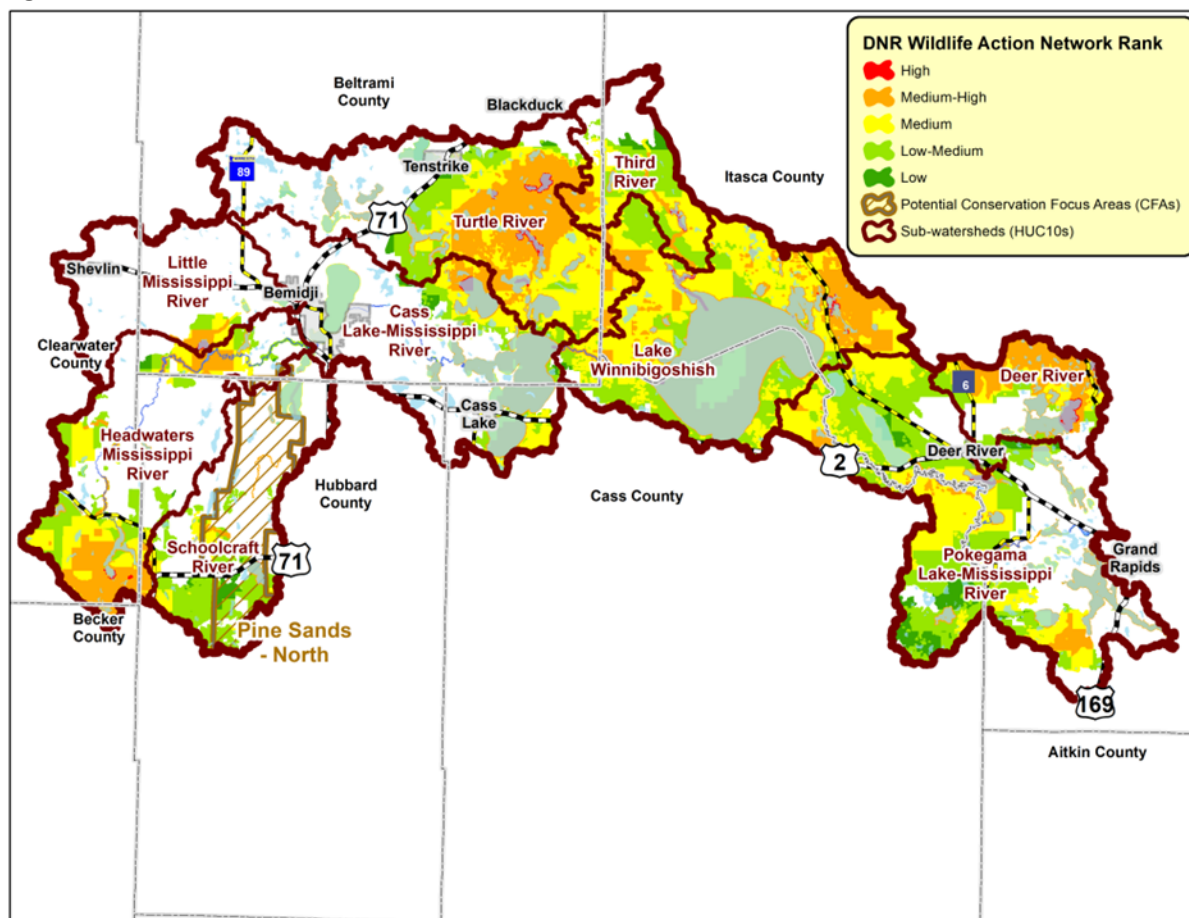 DNR Wildlife Action Network Rank
High
Medium-High
Medium
Low-Medium
Low
Potential Conservation Focus Areas (CFAs)
Sub-watersheds (HUC10s)
Beltrami
County
Blackduck
89
Tenstrike
Third
River
Itasca County
71
Turtle River
Shevlin
Little
Mississippi
River
Bemidji
Cass
Lake-Mississippi
River
Clearwater
County
Lake
Winnibigoshish
6
Deer River
Cass
Lake
Headwaters
Mississippi
River
Deer River
2
Hubbard
County
Cass County
Schoolcraft
River
71
Grand
Rapids
Pokegama
Lake-Mississippi
River
Becker
County
Pine Sands
- North
169
Aitkin County